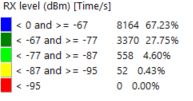 RX level (dBm) [Time/s]
< 0 and >= -67 8164 67.23%
< -67 and >= -77 3370 27.75%
< -77 and >= -87 558 4.60%
< -87 and >= -95 52 0.43%
< -95 0 0.00%